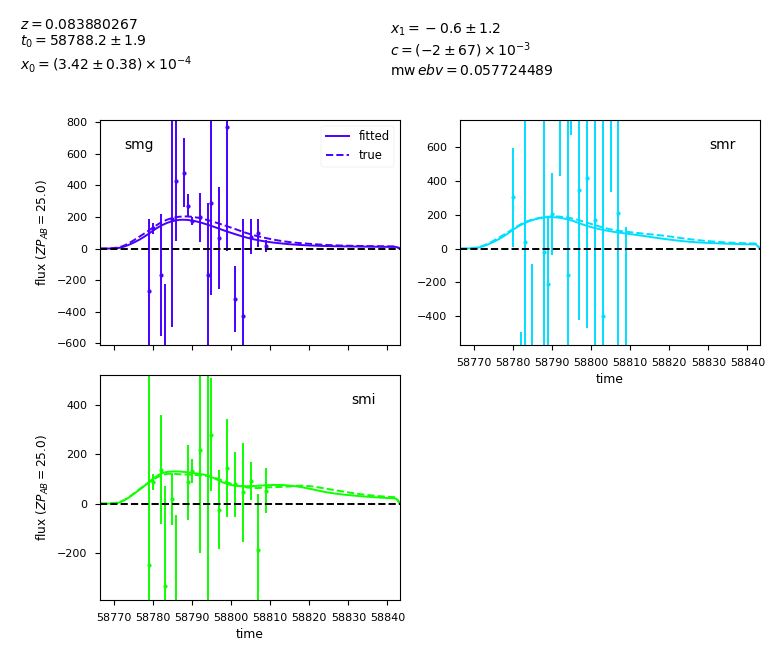 z = 0.083880267
t₀ = 58788.2 ± 1.9
x₀ = (3.42 ± 0.38) × 10⁻⁴
x₁ = −0.6 ± 1.2
c = (−2 ± 67) × 10⁻³
mw ebv = 0.057724489
smg
fitted
true
800
600
400
200
0
−200
−400
−600
flux (ZP_AB = 25.0)
smr
600
400
200
0
−200
−400
58770 58780 58790 58800 58810 58820 58830 58840
time
smi
400
200
0
−200
flux (ZP_AB = 25.0)
58770 58780 58790 58800 58810 58820 58830 58840
time